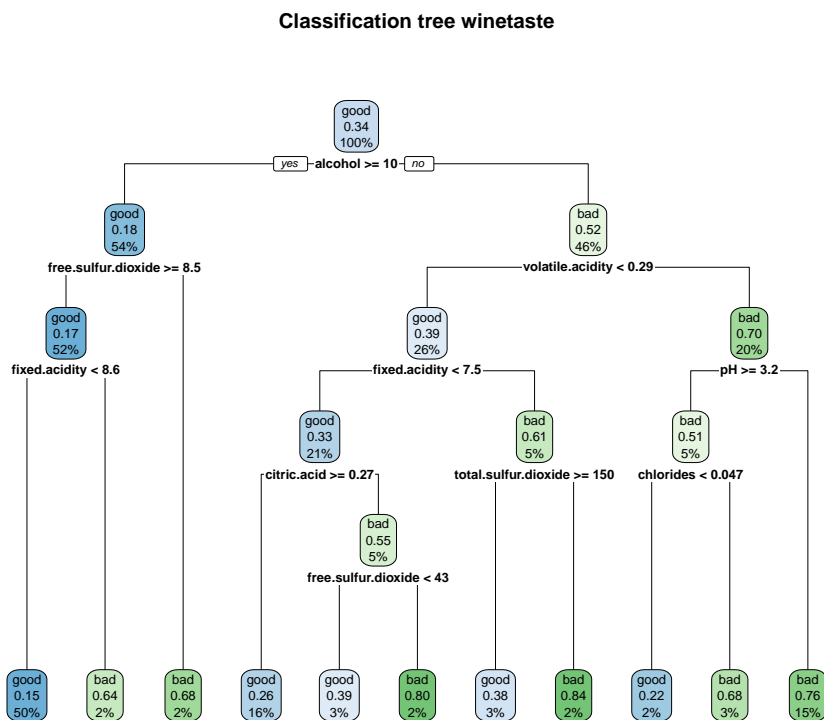 Classification tree winetaste
good
0.34
100%
yes alcohol >= 10 no
good
0.18
54%
free.sulfur.dioxide >= 8.5
bad
0.52
46%
volatile.acidity < 0.29
good
0.17
52%
fixed.acidity < 8.6
good
0.39
26%
fixed.acidity < 7.5
bad
0.70
20%
pH >= 3.2
good
0.33
21%
citric.acid >= 0.27
bad
0.61
5%
total.sulfur.dioxide >= 150
bad
0.51
5%
chlorides < 0.047
bad
0.55
5%
free.sulfur.dioxide < 43
good
0.15
50%
bad
0.64
2%
bad
0.68
2%
good
0.26
16%
good
0.39
3%
bad
0.80
2%
good
0.38
3%
bad
0.84
2%
good
0.22
2%
bad
0.68
3%
bad
0.76
15%